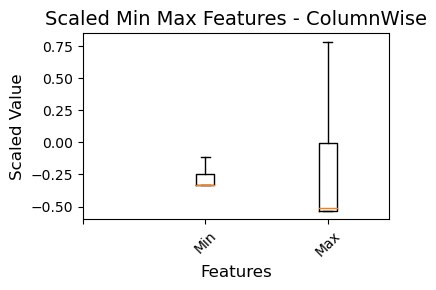 Scaled Min Max Features - ColumnWise
Scaled Value
0.75
0.50
0.25
0.00
−0.25
−0.50
Min
Max
Features